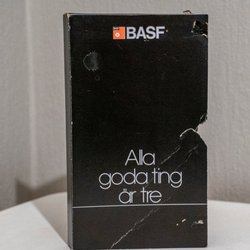 BASF
Alla
goda ting
är tre